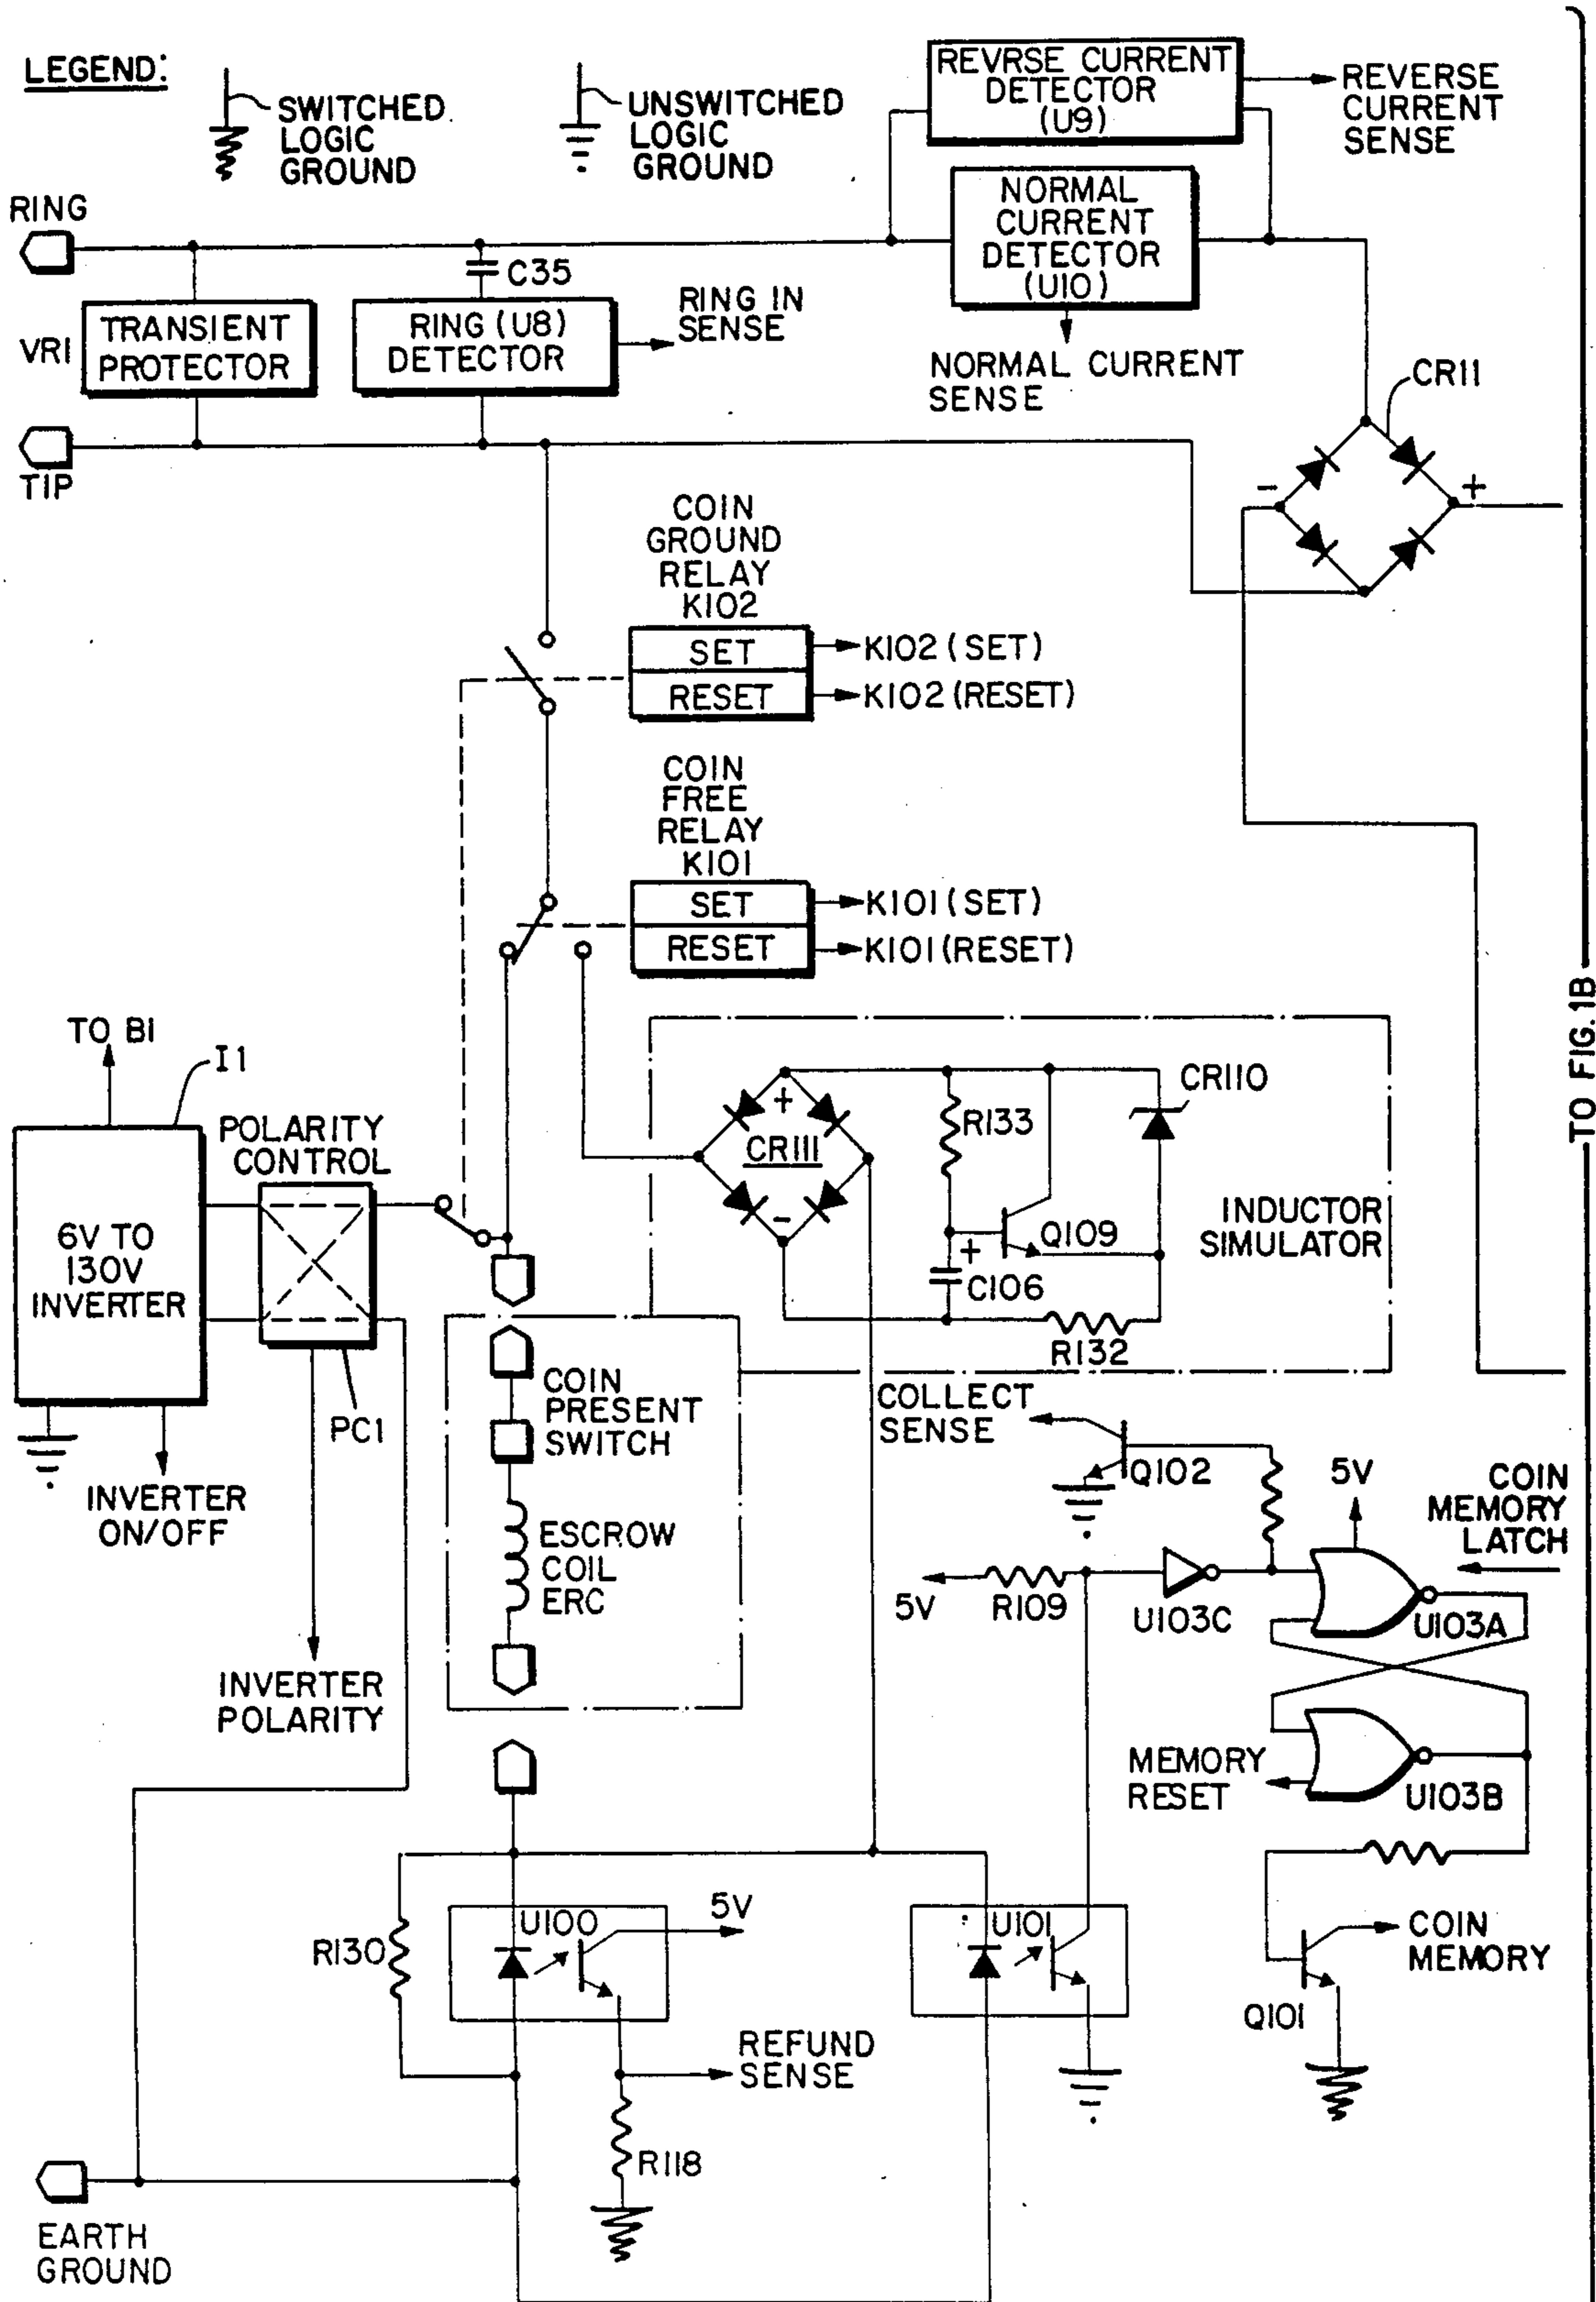 LEGEND:
SWITCHED
LOGIC
GROUND
UNSWITCHED
LOGIC
GROUND
REVRSE CURRENT
DETECTOR
(U9)
REVERSE
CURRENT
SENSE
NORMAL
CURRENT
DETECTOR
(U10)
NORMAL CURRENT
SENSE
RING
C35
VR1
TRANSIENT
PROTECTOR
RING (U8)
DETECTOR
RING IN
SENSE
TIP
CR11
-
+
COIN
GROUND
RELAY
K102
SET
RESET
K102 (SET)
K102 (RESET)
COIN
FREE
RELAY
K101
SET
RESET
K101 (SET)
K101 (RESET)
TO FIG. 1B
TO B1
I1
6V TO
130V
INVERTER
POLARITY
CONTROL
PC1
INVERTER
ON/OFF
INVERTER
POLARITY
+
CR111
-
R133
CR110
Q109
+
C106
R132
INDUCTOR
SIMULATOR
COIN
PRESENT
SWITCH
ESCROW
COIL
ERC
COLLECT
SENSE
Q102
5V
COIN
MEMORY
LATCH
5V
R109
U103C
U103A
MEMORY
RESET
U103B
R130
U100
5V
U101
COIN
MEMORY
Q101
REFUND
SENSE
R118
EARTH
GROUND